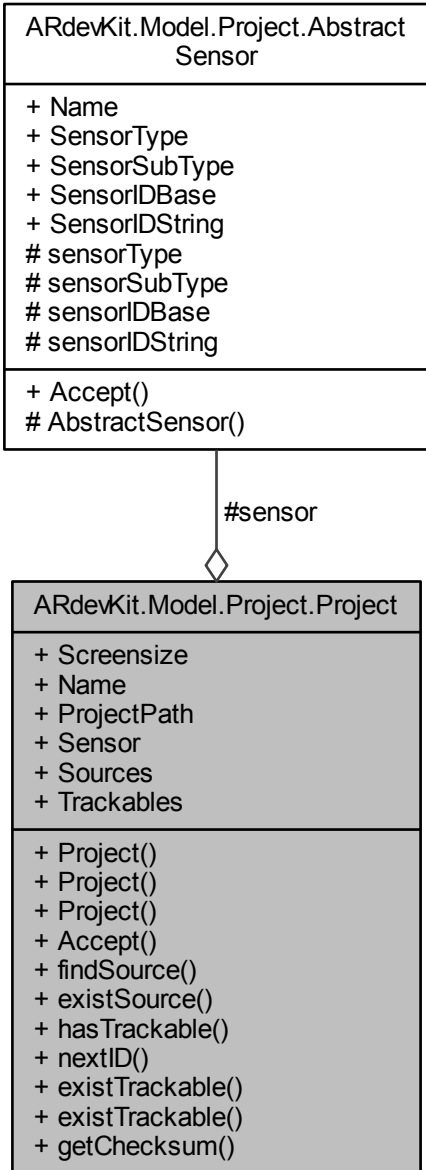 ARdevKit.Model.Project.Abstract
Sensor
+ Name
+ SensorType
+ SensorSubType
+ SensorIDBase
+ SensorIDString
# sensorType
# sensorSubType
# sensorIDBase
# sensorIDString
+ Accept()
# AbstractSensor()
#sensor
ARdevKit.Model.Project.Project
+ Screensize
+ Name
+ ProjectPath
+ Sensor
+ Sources
+ Trackables
+ Project()
+ Project()
+ Project()
+ Accept()
+ findSource()
+ existSource()
+ hasTrackable()
+ nextID()
+ existTrackable()
+ existTrackable()
+ getChecksum()